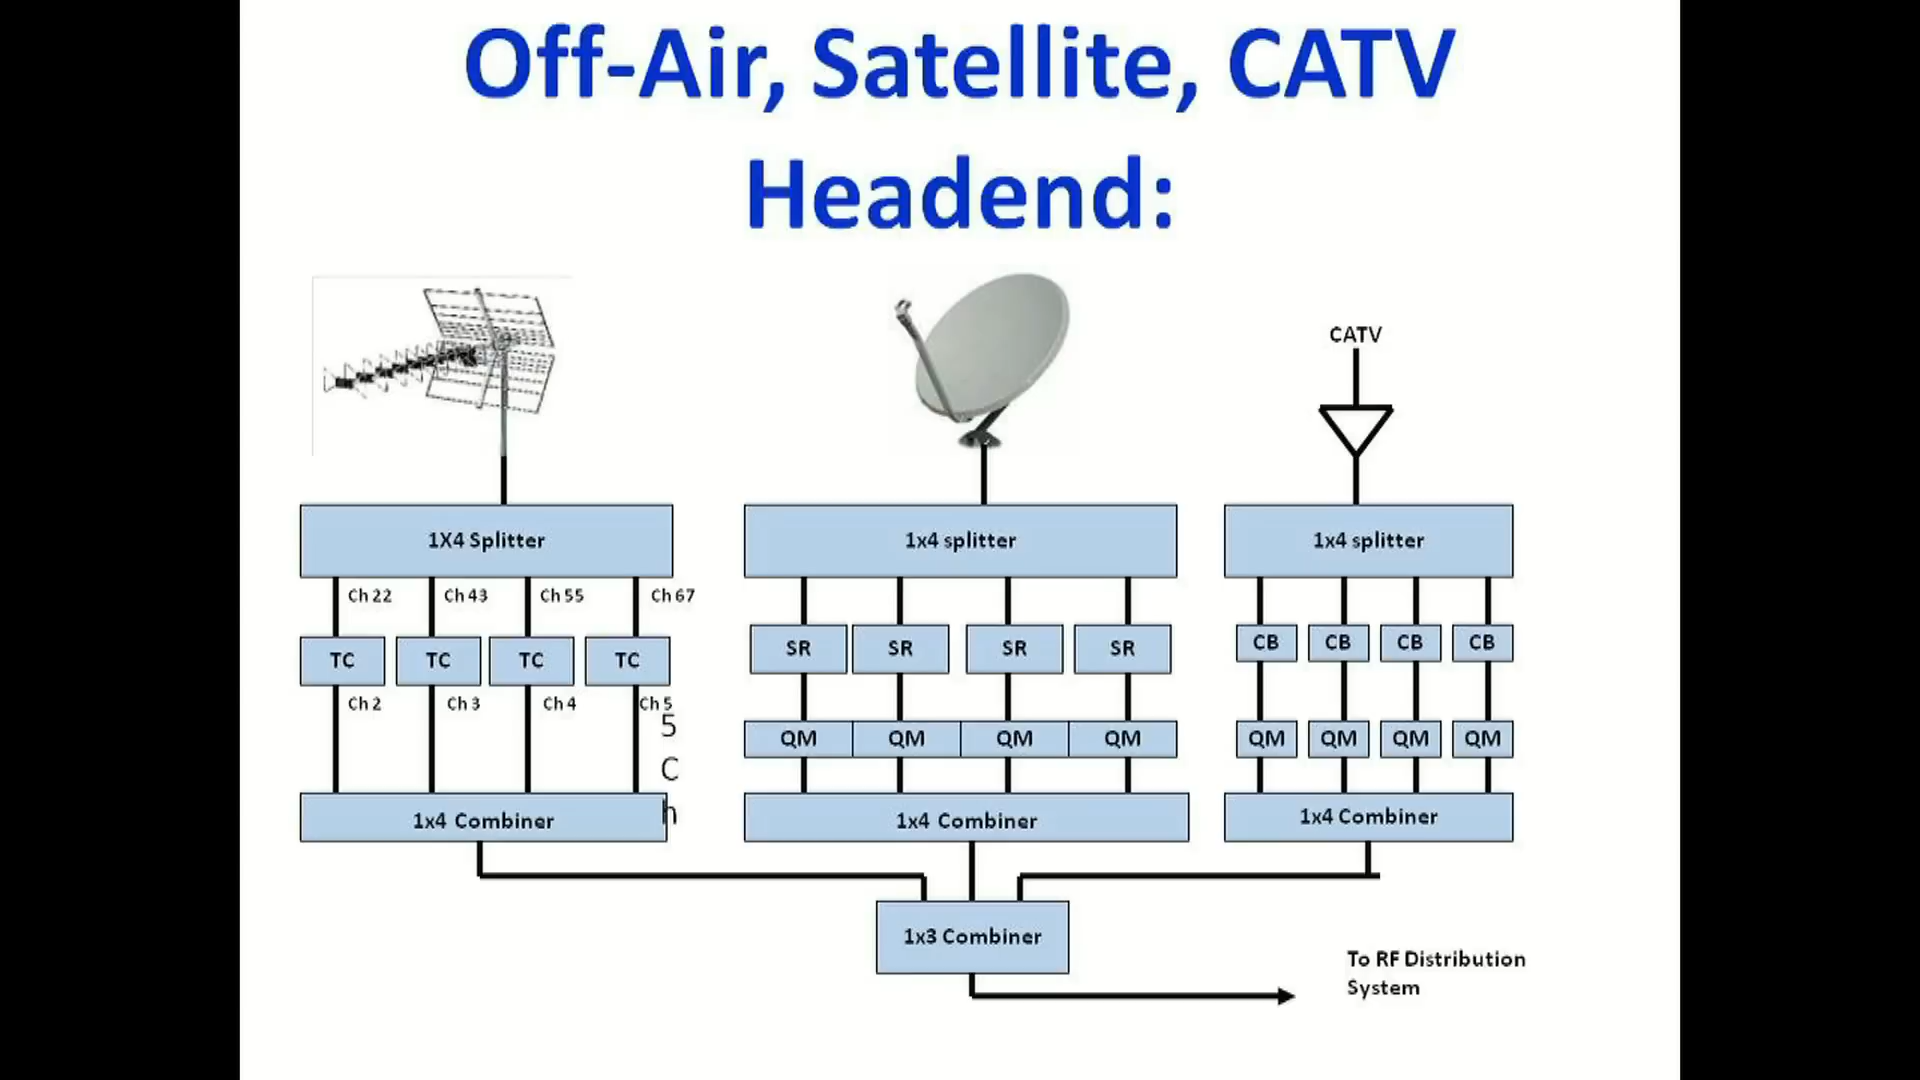 Off-Air, Satellite, CATV
Headend:
CATV
1X4 Splitter
1x4 splitter
1x4 splitter
Ch 22
Ch 43
Ch 55
Ch 67
TC
TC
TC
TC
SR
SR
SR
SR
CB
CB
CB
CB
Ch 2
Ch 3
Ch 4
Ch 5
5
C
h
QM
QM
QM
QM
QM
QM
QM
QM
1x4 Combiner
1x4 Combiner
1x4 Combiner
1x3 Combiner
To RF Distribution
System